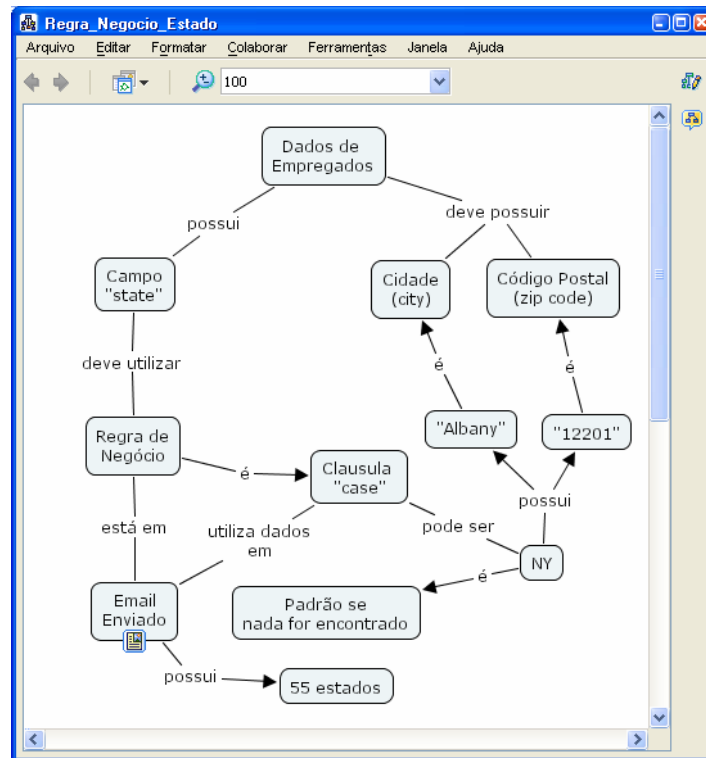 Regra_Negocio_Estado
Arquivo Editar Formatar Colaborar Ferramentas Janela Ajuda
100
Dados de
Empregados
possui
deve possuir
Campo
"state"
Cidade
(city)
Código Postal
(zip code)
deve utilizar
é
é
Regra de
Negócio
"Albany"
"12201"
é
Clausula
"case"
possui
está em
utiliza dados
em
pode ser
NY
é
Email
Enviado
Padrão se
nada for encontrado
possui
55 estados